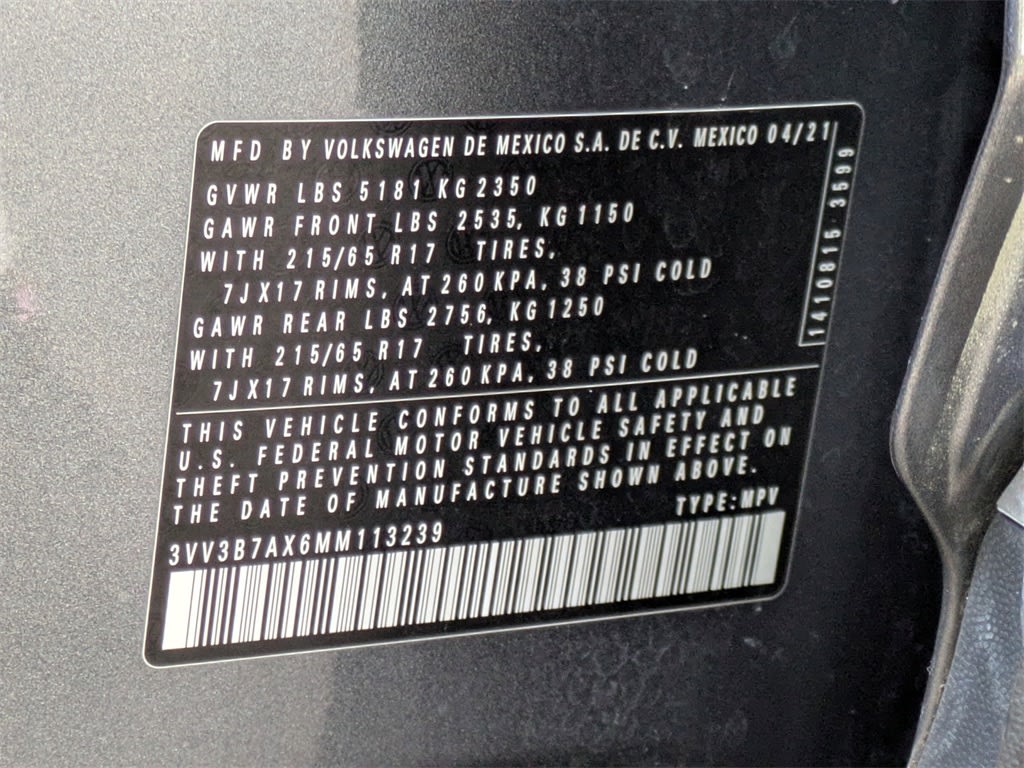 MFD BY VOLKSWAGEN DE MEXICO S.A. DE C.V. MEXICO 04/21
GVWR LBS 5181 KG 2350
GAWR FRONT LBS 2535, KG 1150
WITH 215/65 R17 TIRES,
7JX17 RIMS, AT 260 KPA, 38 PSI COLD
GAWR REAR LBS 2756, KG 1250
WITH 215/65 R17 TIRES,
7JX17 RIMS, AT 260 KPA, 38 PSI COLD
1410815 3599
THIS VEHICLE CONFORMS TO ALL APPLICABLE
U.S. FEDERAL MOTOR VEHICLE SAFETY AND
THEFT PREVENTION STANDARDS IN EFFECT ON
THE DATE OF MANUFACTURE SHOWN ABOVE.
TYPE: MPV
3VV3B7AX6MM113239